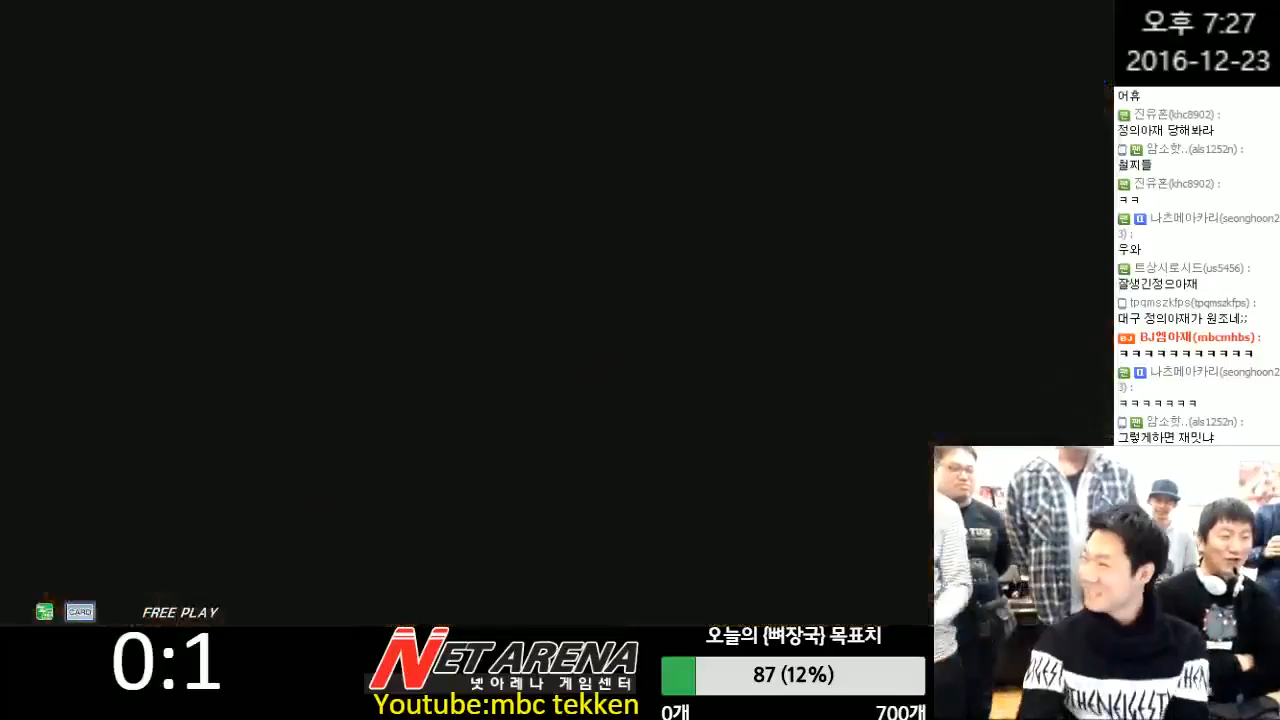 오후 7:27
2016-12-23
어휴
진유혼(khc8902) :
정의아재 당해봐라
암소핫..(als1252n) :
철찌들
진유혼(khc8902) :
ㅋㅋ
나츠메아카리(seonghoon2
3) :
우와
트상시로시드(us5456) :
잘생긴정으아재
tpqmszkfps(tpqmszkfps) :
대구 정의아재가 원조네;;
BJ엠아재(mbcmhbs) :
ㅋㅋㅋㅋㅋㅋㅋㅋㅋㅋㅋ
나츠메아카리(seonghoon2
3) :
ㅋㅋㅋㅋㅋㅋㅋ
암소핫..(als1252n) :
그렇게하면 재밋냐
CARD
FREE PLAY
0:1
NET ARENA
넷아레나 게임센터
Youtube:mbc tekken
오늘의 {뼈장국} 목표치
87 (12%)
0개
700개